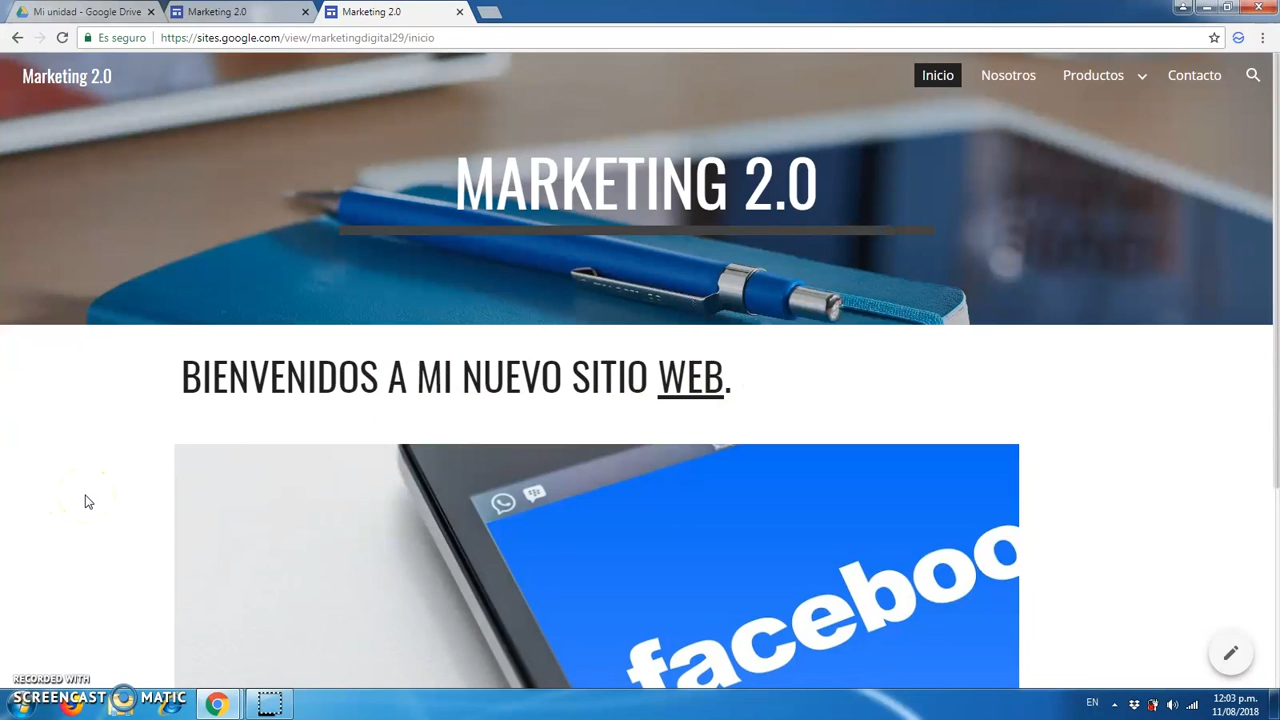 Mi unidad - Google Drive
Marketing 2.0
Marketing 2.0
Es seguro
https://sites.google.com/view/marketingdigital29/inicio
Marketing 2.0
Inicio
Nosotros
Productos
Contacto
MARKETING 2.0
BIENVENIDOS A MI NUEVO SITIO WEB.
faceboo
RECORDED WITH
SCREENCAST MATIC
EN
12:03 p.m.
11/08/2018